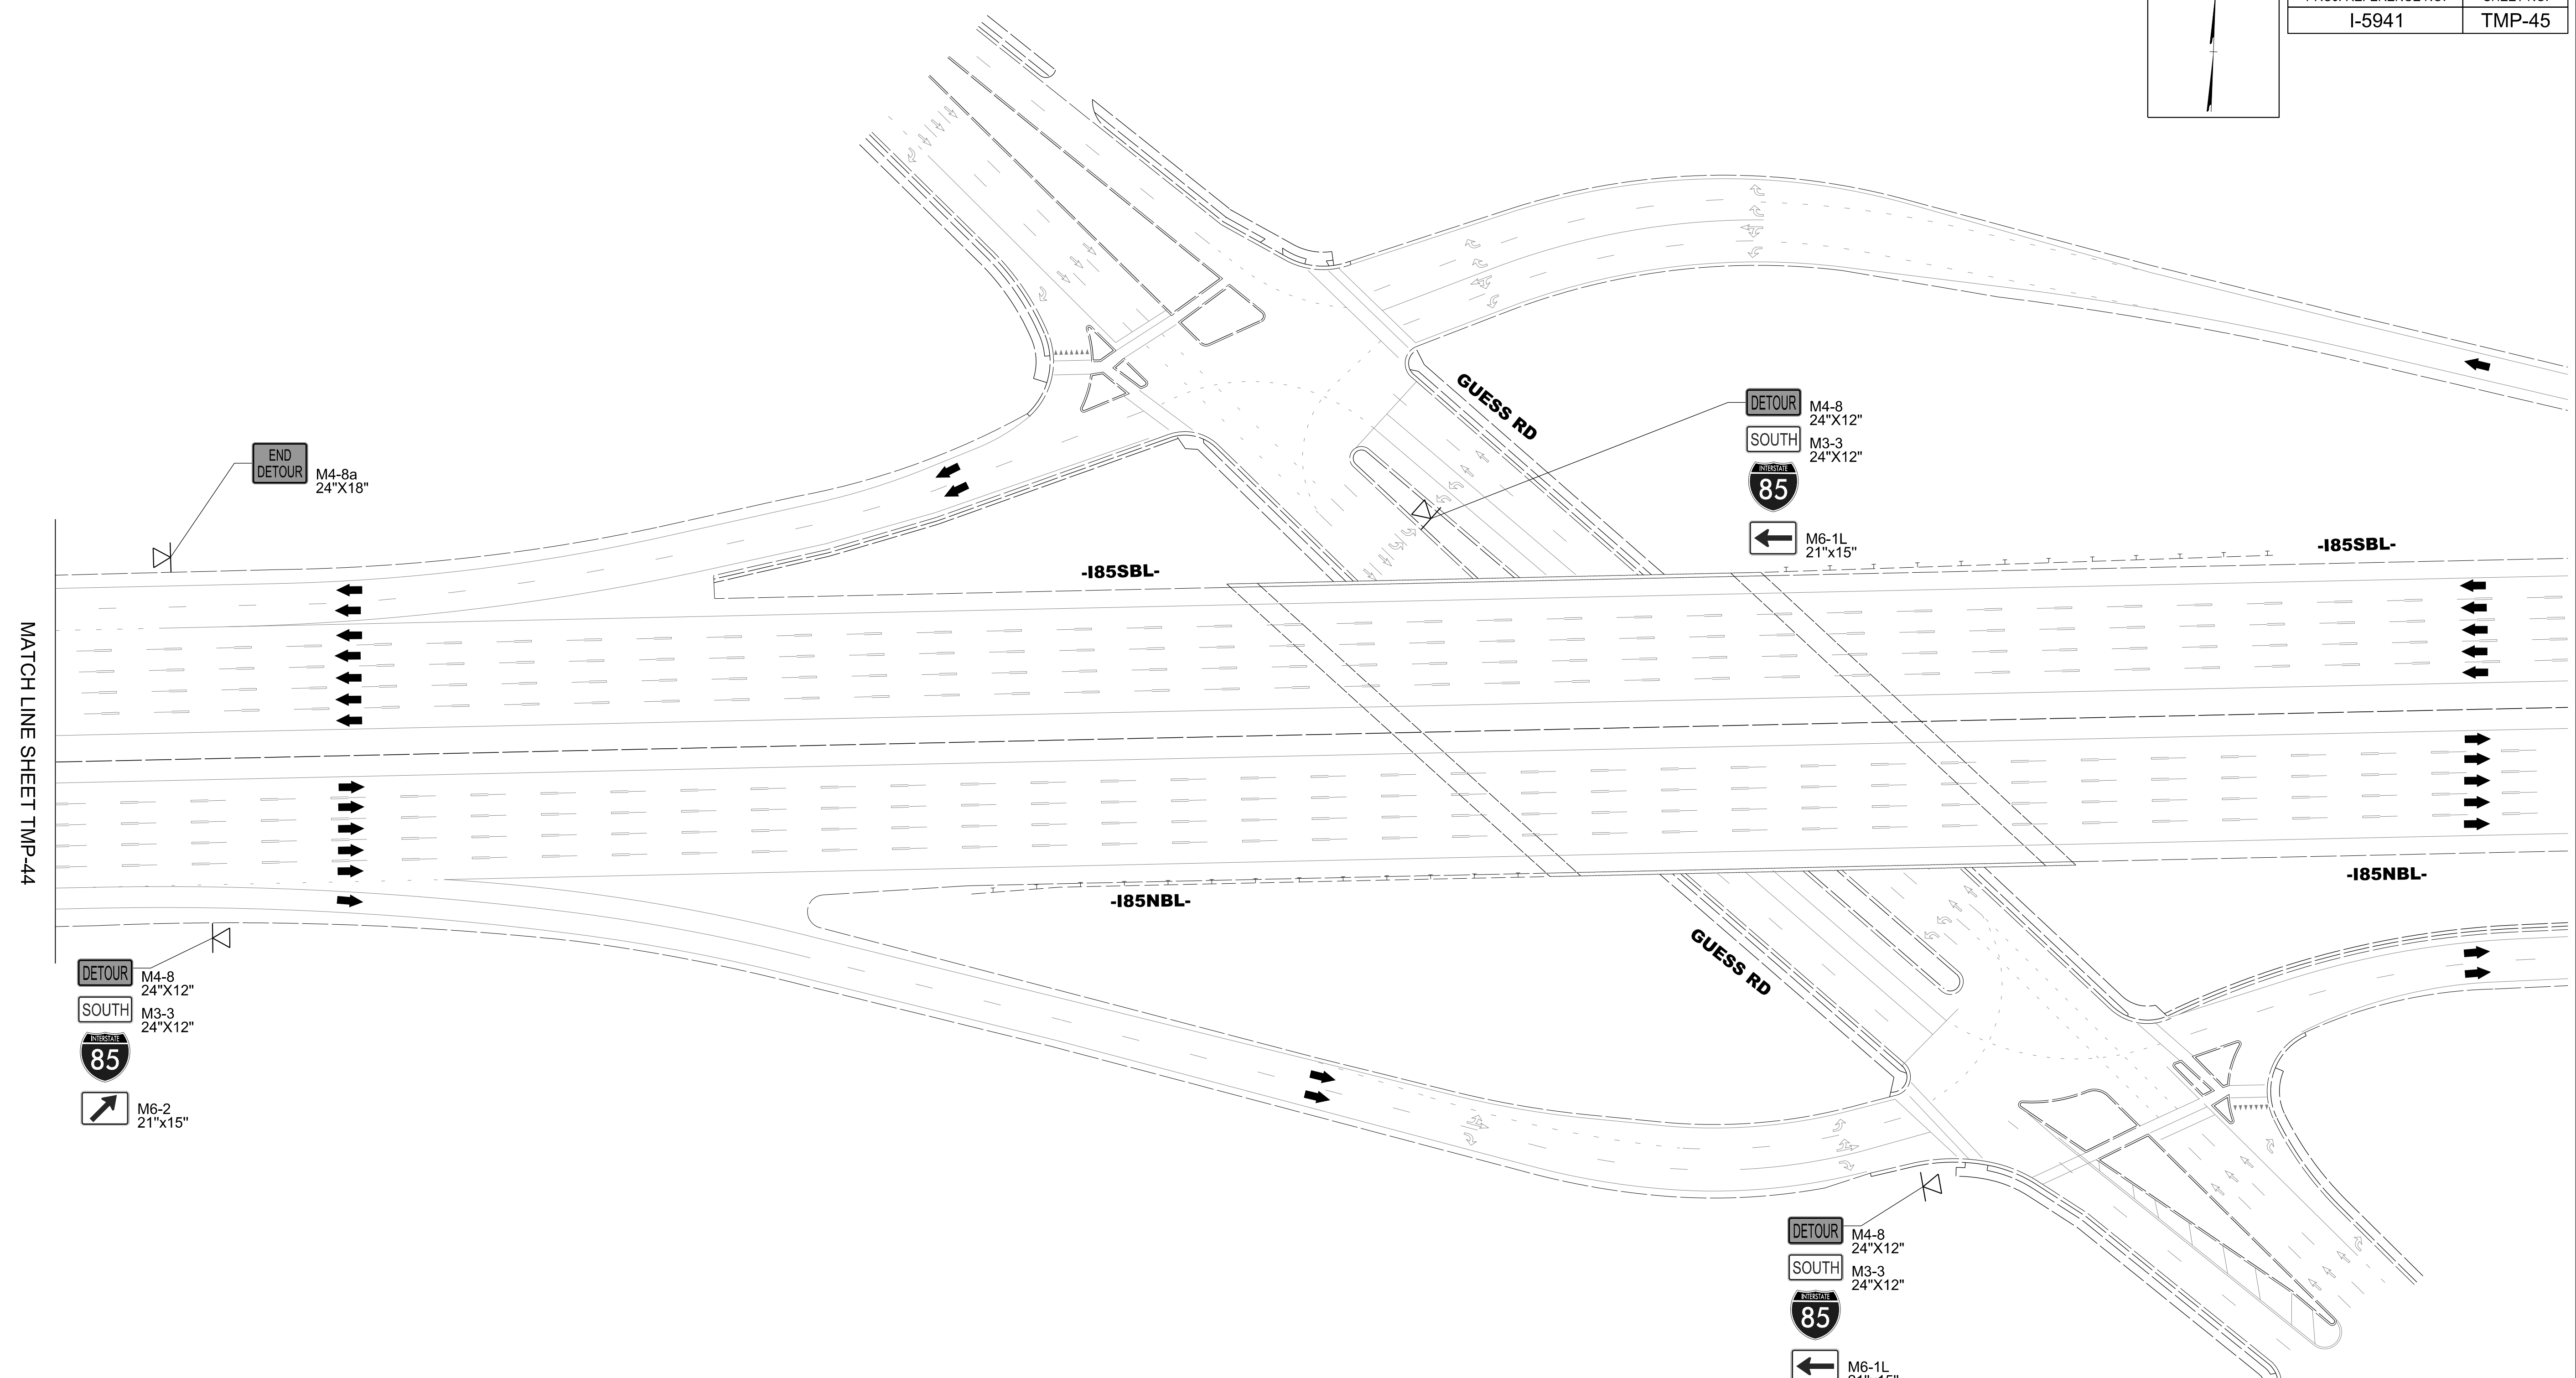 I-5941 TMP-45
GUESS RD
DETOUR M4-8
24"X12"
SOUTH M3-3
24"X12"
INTERSTATE
85
M6-1L
21"x15"
END
DETOUR M4-8a
24"X18"
-I85SBL-
-I85SBL-
MATCH LINE SHEET TMP-44
-I85NBL-
-I85NBL-
GUESS RD
DETOUR M4-8
24"X12"
SOUTH M3-3
24"X12"
INTERSTATE
85
M6-2
21"x15"
DETOUR M4-8
24"X12"
SOUTH M3-3
24"X12"
INTERSTATE
85
M6-1L